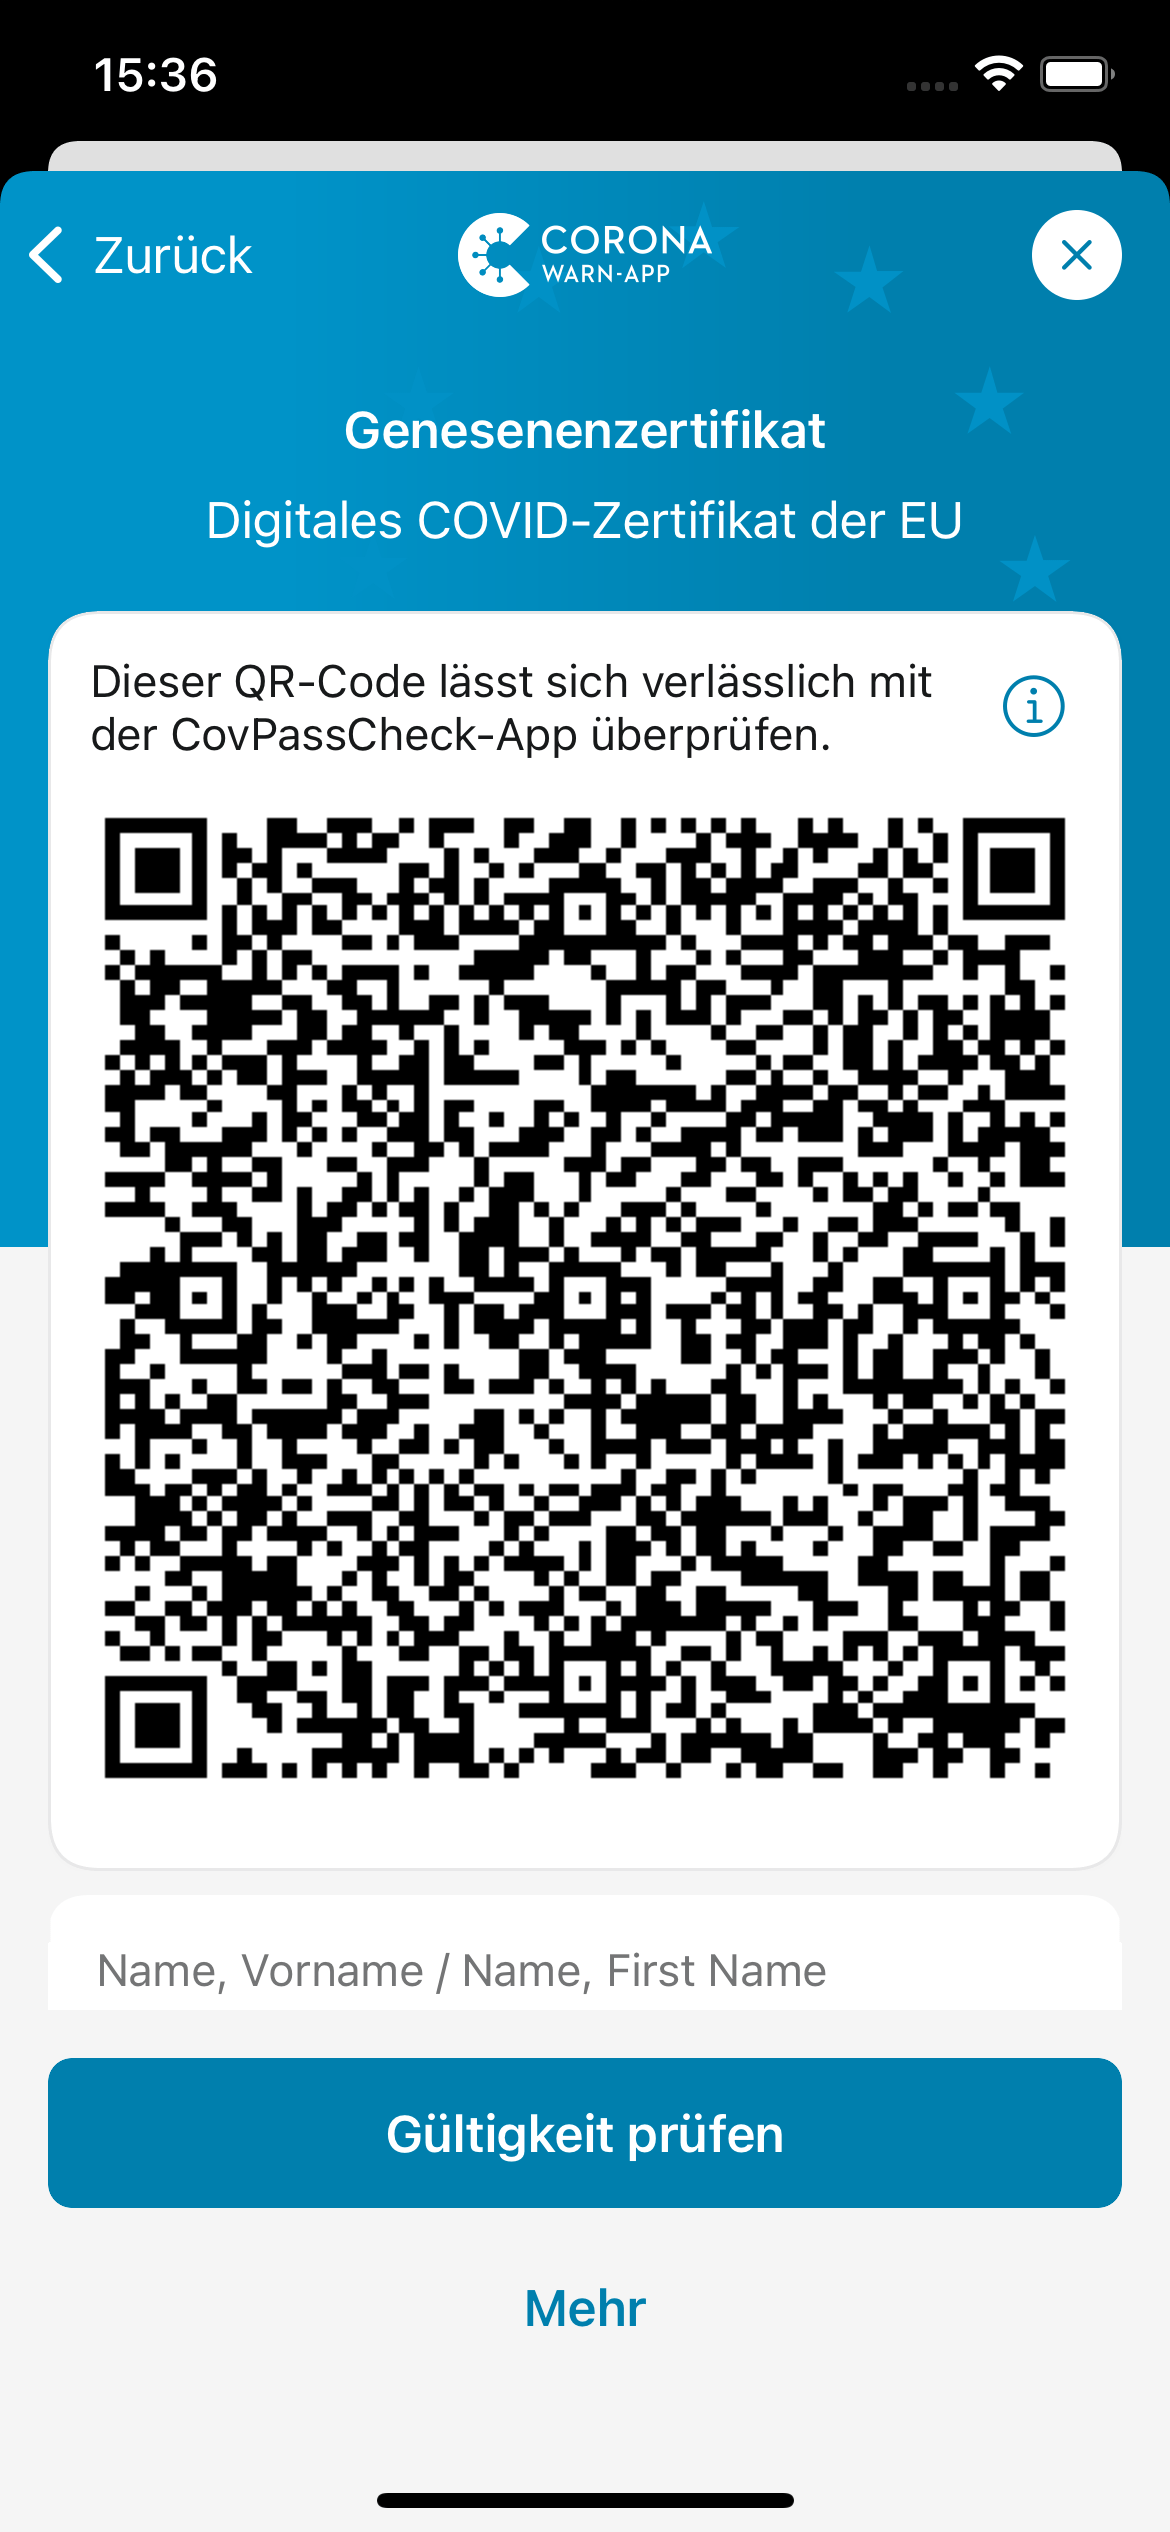 15:36
Zurück
CORONA
WARN-APP
Genesenenzertifikat
Digitales COVID-Zertifikat der EU
Dieser QR-Code lässt sich verlässlich mit
der CovPassCheck-App überprüfen.
Name, Vorname / Name, First Name
Gültigkeit prüfen
Mehr